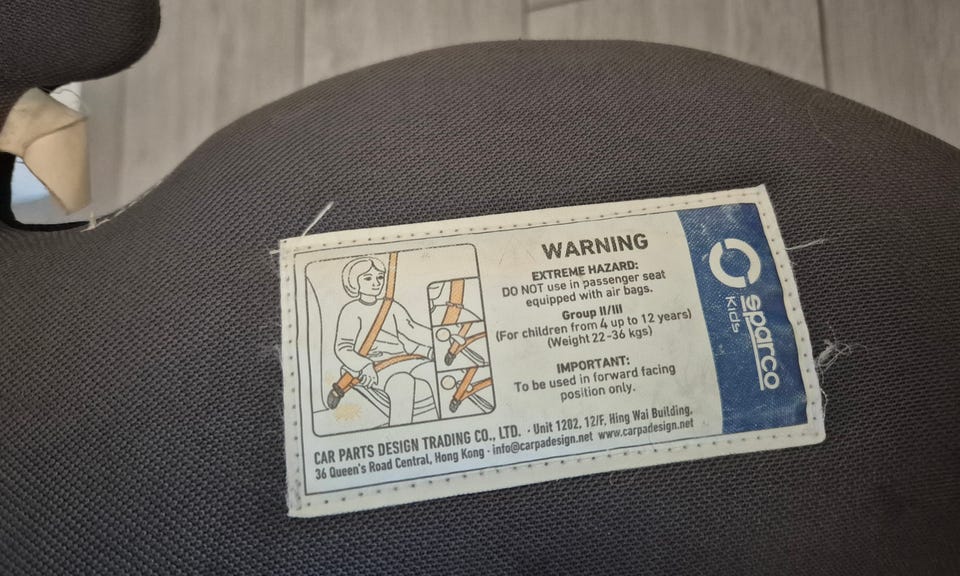 WARNING
EXTREME HAZARD:
DO NOT use in passenger seat
equipped with air bags.
Group II/III
(For children from 4 up to 12 years)
(Weight 22-36 kgs)
IMPORTANT:
To be used in forward facing
position only.
CAR PARTS DESIGN TRADING CO., LTD. · Unit 1202, 12/F, Hing Wai Building,
36 Queen's Road Central, Hong Kong · info@carpadesign.net www.carpadesign.net
sparco
Kids